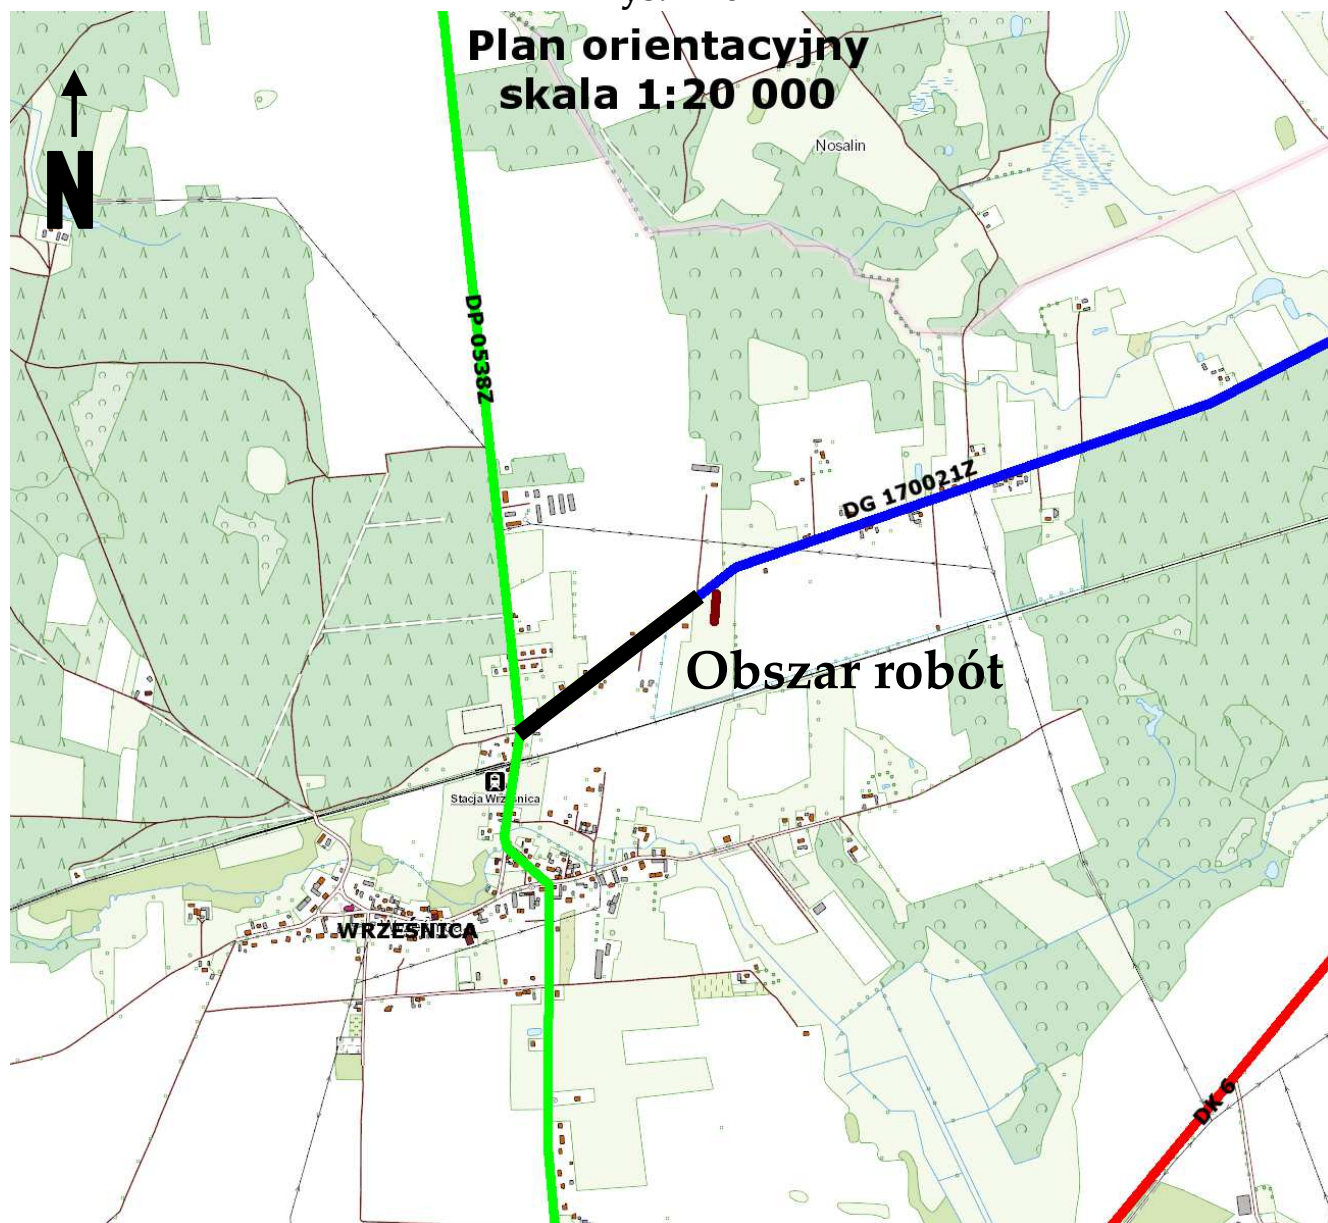 Plan orientacyjny
skala 1:20 000
N
Nosalin
DP 0538Z
DG 170021Z
Obszar robót
Stacja Wrześnica
WRZEŚNICA
DK 6